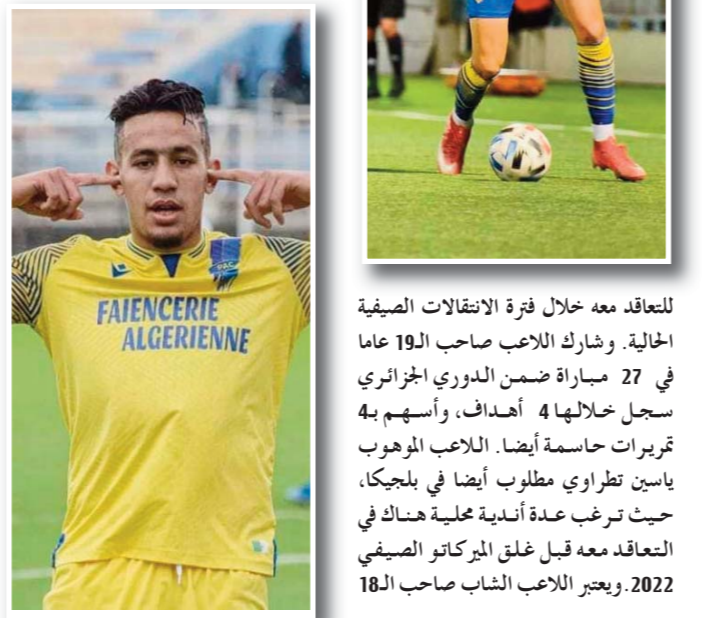 PAC
FAIENCERIE
ALGERIENNE
للتعاقد معه خلال فترة الانتقالات الصيفية
الحالية. وشارك اللاعب صاحب الـ19 عاما
في 27 مباراة ضمن الدوري الجزائري
سجل خلالها 4 أهداف، وأسهم بـ4
تمريرات حاسمة أيضا. اللاعب الموهوب
ياسين تطراوي مطلوب أيضا في بلجيكا،
حيث ترغب عدة أندية محلية هناك في
التعاقد معه قبل غلق الميركاتو الصيفي
2022.ويعتبر اللاعب الشاب صاحب الـ18